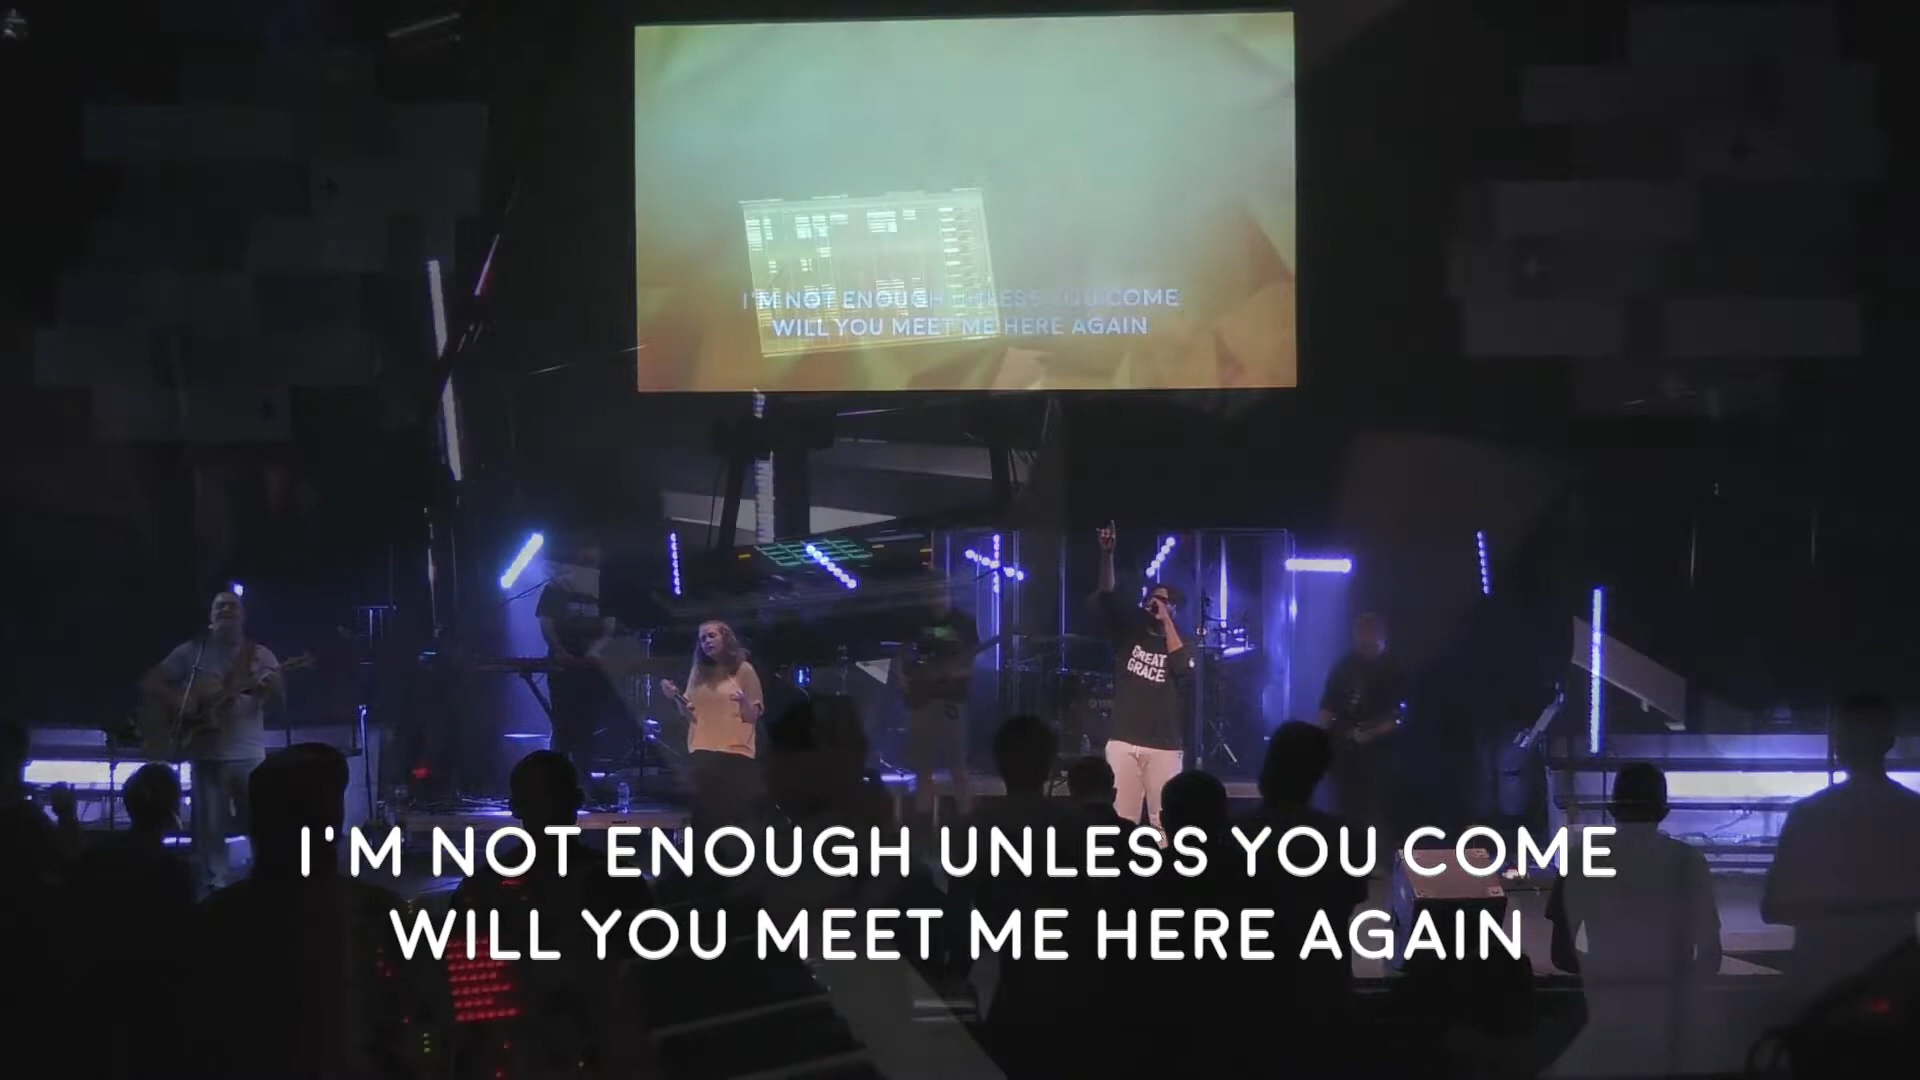 I'M NOT ENOUGH UNLESS YOU COME
WILL YOU MEET ME HERE AGAIN
GREAT
GRACE
I'M NOT ENOUGH UNLESS YOU COME
WILL YOU MEET ME HERE AGAIN